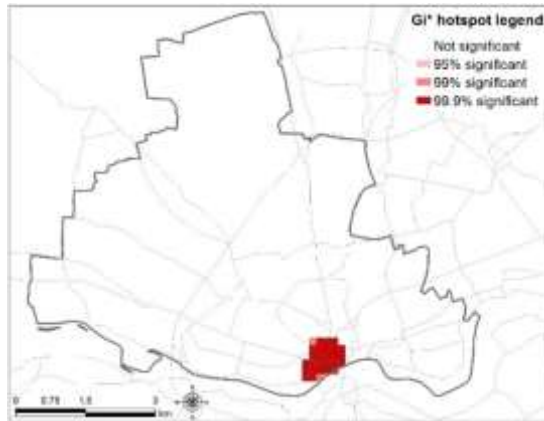 Gi* hotspot legend
Not significant
95% significant
99% significant
99.9% significant
0 0.75 1.5 3
km